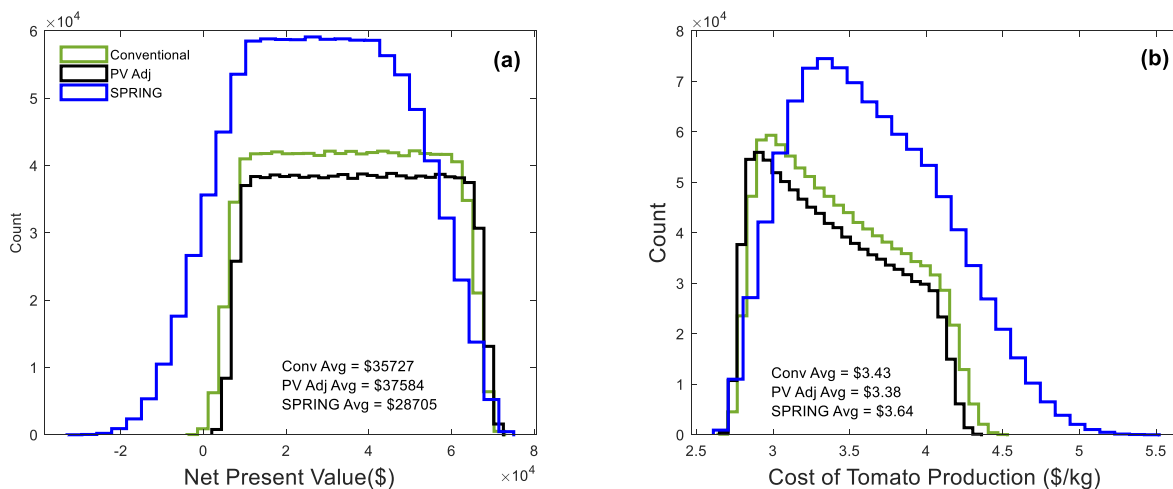 ×10⁴
6
5
4
3
2
1
0
Count
Conventional
PV Adj
SPRING
(a)
Conv Avg = $35727
PV Adj Avg = $37584
SPRING Avg = $28705
-2 0 2 4 6 8
×10⁴
Net Present Value($)
×10⁴
8
7
6
5
4
3
2
1
0
Count
(b)
Conv Avg = $3.43
PV Adj Avg = $3.38
SPRING Avg = $3.64
2.5 3 3.5 4 4.5 5 5.5
Cost of Tomato Production ($/kg)